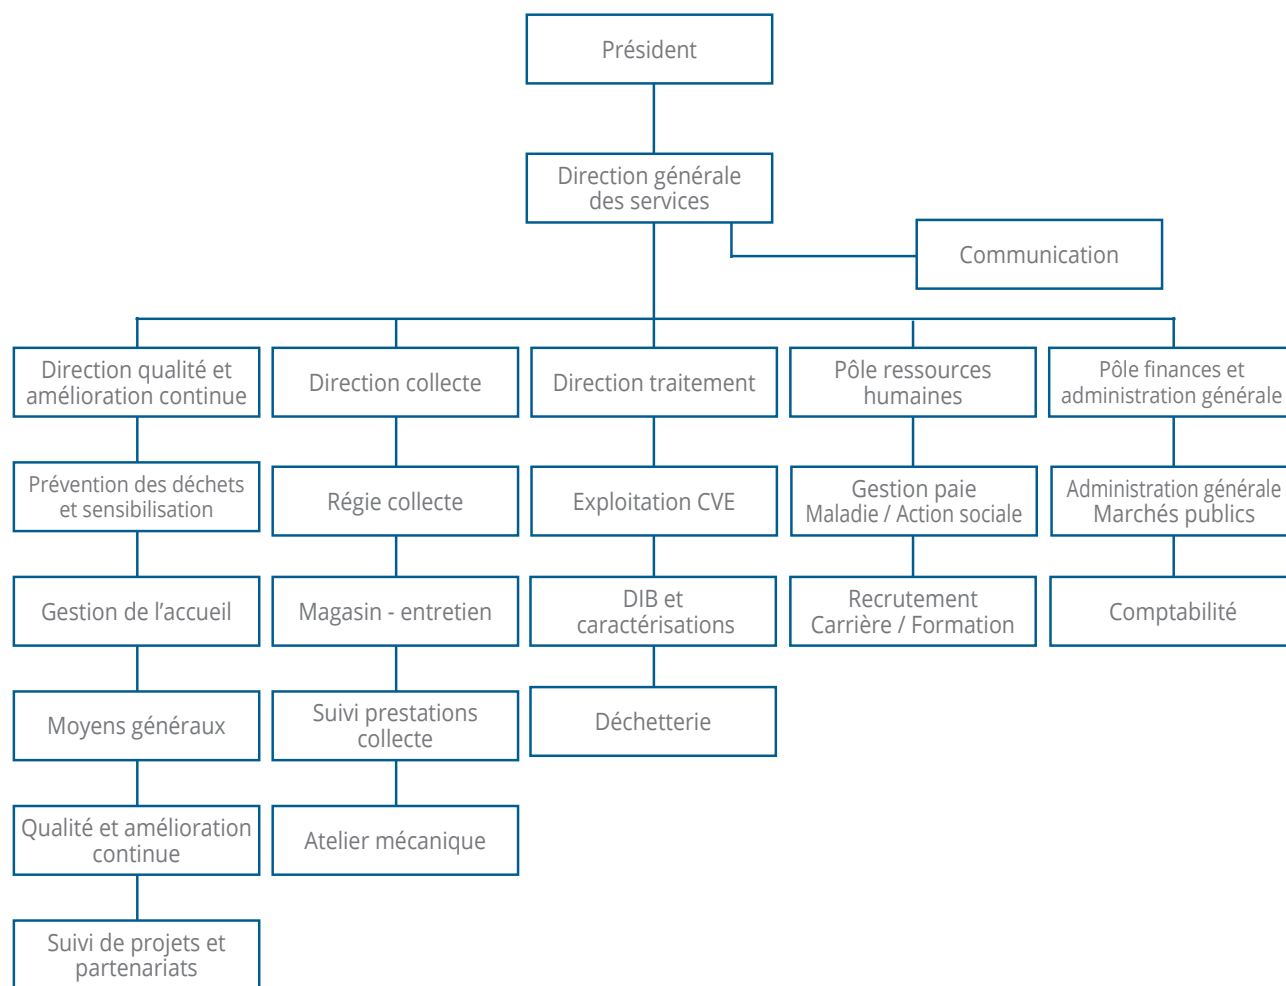 Président
Direction générale
des services
Communication
Direction qualité et
amélioration continue
Direction collecte
Direction traitement
Pôle ressources
humaines
Pôle finances et
administration générale
Prévention des déchets
et sensibilisation
Régie collecte
Exploitation CVE
Gestion paie
Maladie / Action sociale
Administration générale
Marchés publics
Gestion de l’accueil
Magasin - entretien
DIB et
caractérisations
Recrutement
Carrière / Formation
Comptabilité
Moyens généraux
Suivi prestations
collecte
Déchetterie
Qualité et amélioration
continue
Atelier mécanique
Suivi de projets et
partenariats